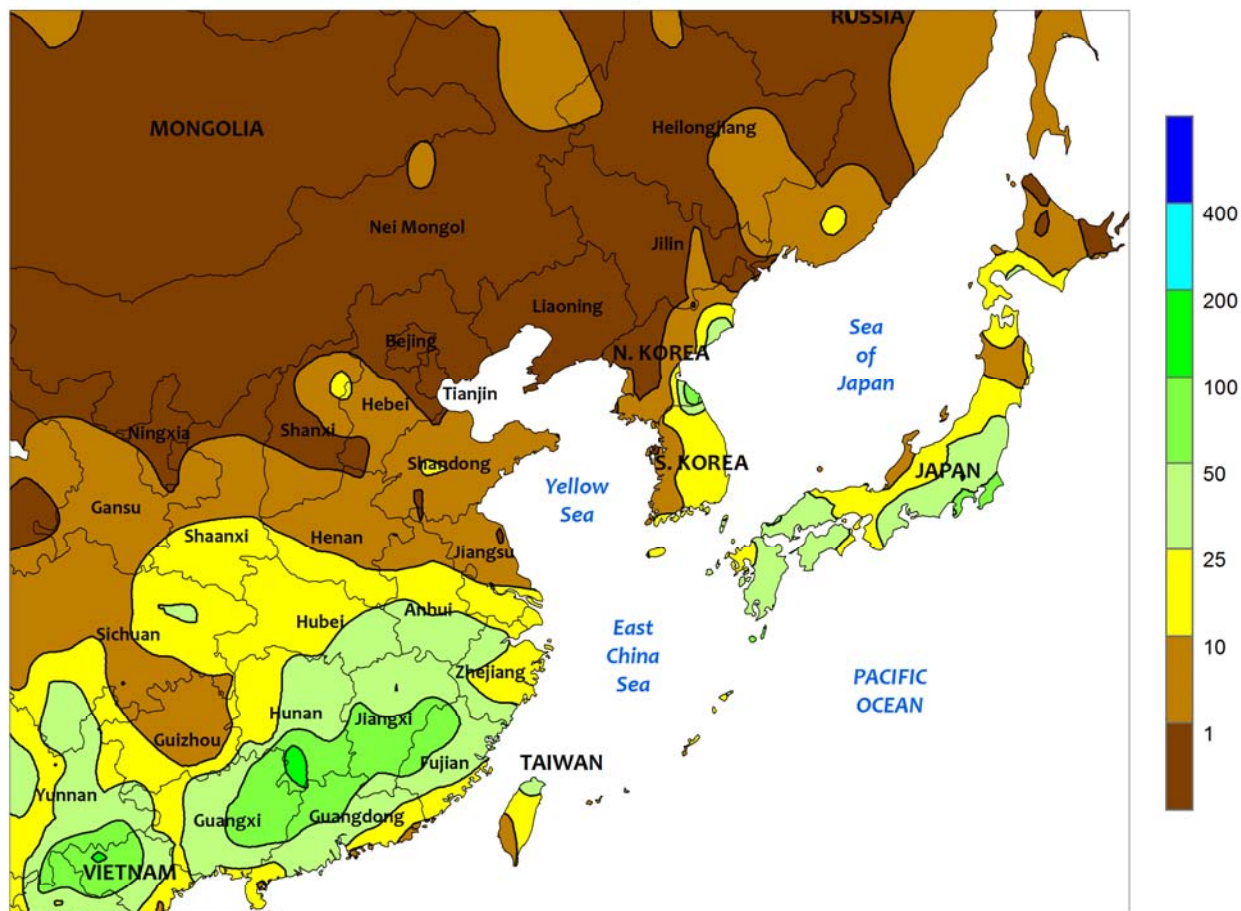 RUSSIA
MONGOLIA
Heilongjiang
Nei Mongol
Jilin
Liaoning
Bejing
N. KOREA
Sea
of
Japan
Tianjin
Hebei
Ningxia
Shanxi
Shandong
S. KOREA
JAPAN
Yellow
Sea
Gansu
Shaanxi
Henan
Jiangsu
Anhui
Hubei
Sichuan
East
China
Sea
Zhejiang
PACIFIC
OCEAN
Hunan
Jiangxi
Guizhou
Fujian
TAIWAN
Yunnan
Guangxi
Guangdong
VIETNAM
400
200
100
50
25
10
1